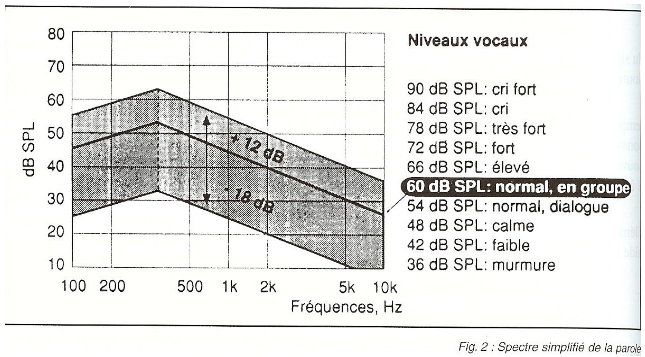 80
70
60
50
40
30
20
10
dB SPL
+ 12 dB
- 18 dB
100 200 500 1k 2k 5k 10k
Fréquences, Hz
Niveaux vocaux
90 dB SPL: cri fort
84 dB SPL: cri
78 dB SPL: très fort
72 dB SPL: fort
66 dB SPL: élevé
60 dB SPL: normal, en groupe
54 dB SPL: normal, dialogue
48 dB SPL: calme
42 dB SPL: faible
36 dB SPL: murmure
Fig. 2 : Spectre simplifié de la parole